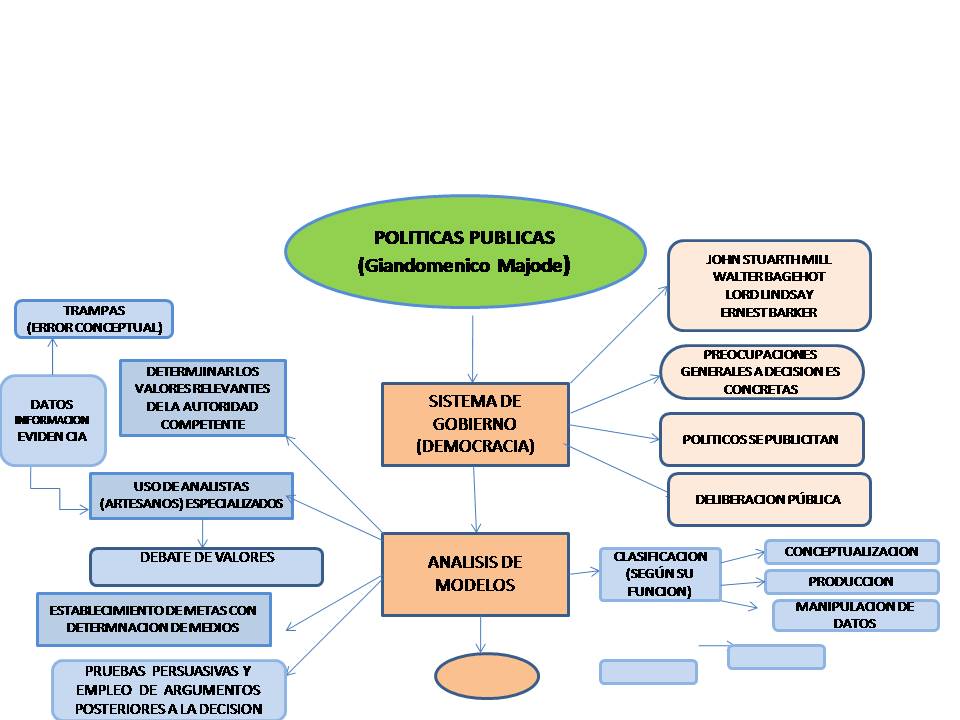 POLITICAS PUBLICAS
(Giandomenico Majode)
JOHN STUARTH MILL
WALTER BAGEHOT
LORD LINDSAY
ERNEST BARKER
TRAMPAS
(ERROR CONCEPTUAL)
PREOCUPACIONES
GENERALES A DECISION ES
CONCRETAS
DETERMJINAR LOS
VALORES RELEVANTES
DE LA AUTORIDAD
COMPETENTE
DATOS
INFORMACION
EVIDENCIA
SISTEMA DE
GOBIERNO
(DEMOCRACIA)
POLITICOS SE PUBLICITAN
USO DE ANALISTAS
(ARTESANOS) ESPECIALIZADOS
DELIBERACION PÚBLICA
DEBATE DE VALORES
ANALISIS DE
MODELOS
CLASIFICACION
(SEGÚN SU
FUNCION)
CONCEPTUALIZACION
PRODUCCION
MANIPULACION DE
DATOS
ESTABLECIMIENTO DE METAS CON
DETERMNACION DE MEDIOS
PRUEBAS PERSUASIVAS Y
EMPLEO DE ARGUMENTOS
POSTERIORES A LA DECISION